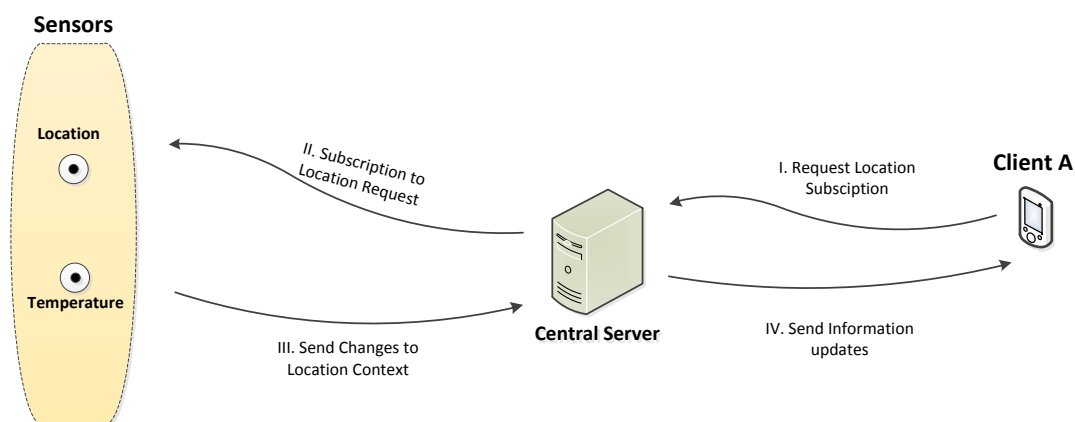 Sensors
Location
Temperature
II. Subscription to
Location Request
III. Send Changes to
Location Context
Central Server
I. Request Location
Subsciption
Client A
IV. Send Information
updates